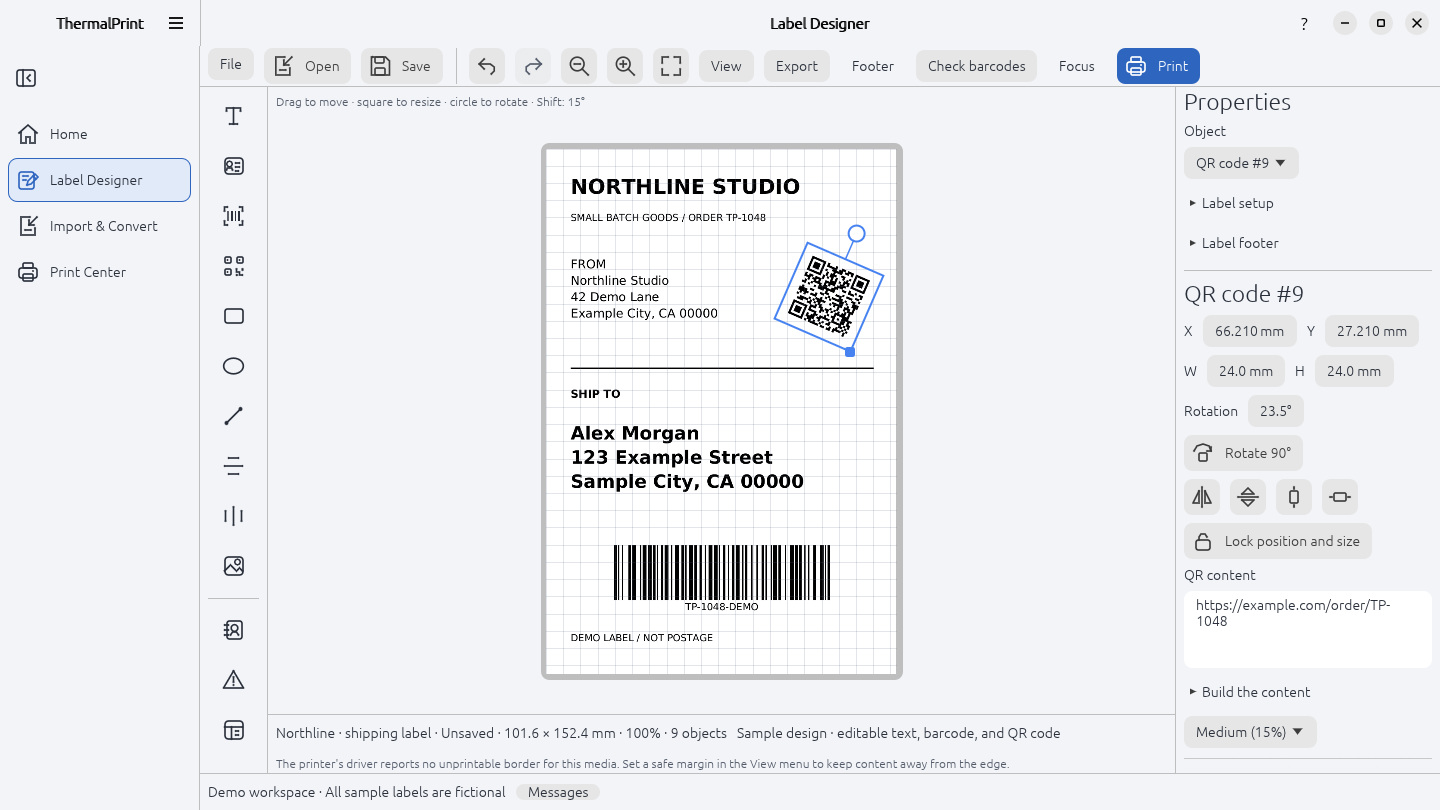 ThermalPrint
Label Designer
?
File
Open
Save
View
Export
Footer
Check barcodes
Focus
Print
Home
Label Designer
Import & Convert
Print Center
Drag to move · square to resize · circle to rotate · Shift: 15°
NORTHLINE STUDIO
SMALL BATCH GOODS / ORDER TP-1048
FROM
Northline Studio
42 Demo Lane
Example City, CA 00000
SHIP TO
Alex Morgan
123 Example Street
Sample City, CA 00000
TP-1048-DEMO
DEMO LABEL / NOT POSTAGE
Properties
Object
QR code #9
Label setup
Label footer
QR code #9
X 66.210 mm Y 27.210 mm
W 24.0 mm H 24.0 mm
Rotation 23.5°
Rotate 90°
Lock position and size
QR content
https://example.com/order/TP-
1048
Build the content
Medium (15%)
Northline · shipping label · Unsaved · 101.6 × 152.4 mm · 100% · 9 objects Sample design · editable text, barcode, and QR code
The printer's driver reports no unprintable border for this media. Set a safe margin in the View menu to keep content away from the edge.
Demo workspace · All sample labels are fictional Messages